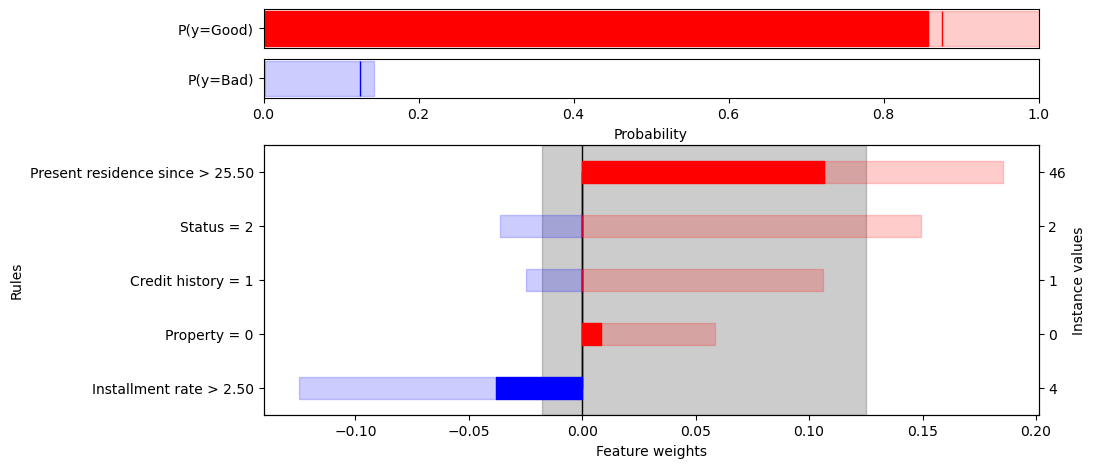 P(y=Good)
P(y=Bad)
0.0 0.2 0.4 0.6 0.8 1.0
Probability
Present residence since > 25.50 46
Status = 2 2
Credit history = 1 1
Property = 0 0
Installment rate > 2.50 4
Rules
Instance values
−0.10 −0.05 0.00 0.05 0.10 0.15 0.20
Feature weights